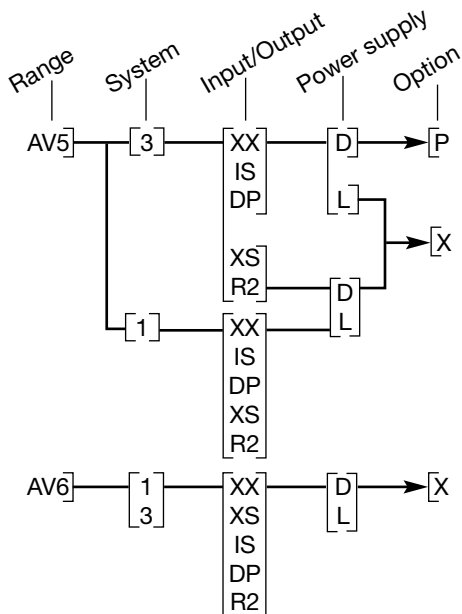 Range System Input/Output Power supply Option
AV5 3 XX D P
IS
DP L
X
XS
R2 D
1 XX L
IS
DP
XS
R2
AV6 1 XX D X
3 XS L
IS
DP
R2